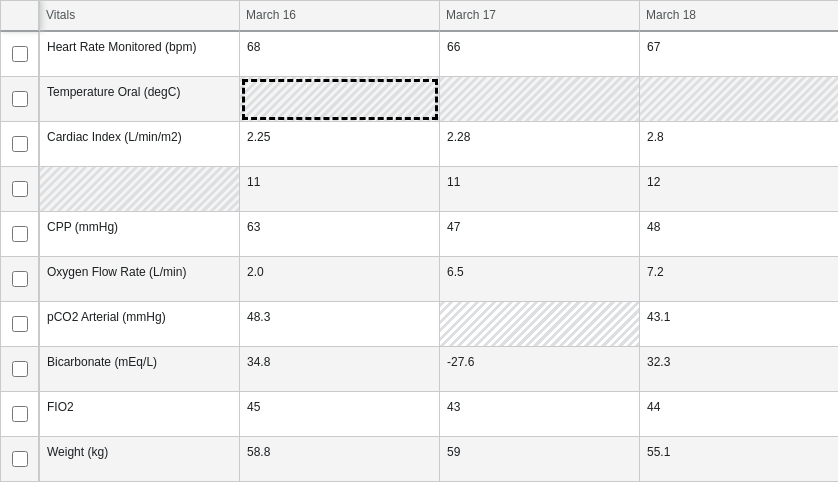 Vitals March 16 March 17 March 18
Heart Rate Monitored (bpm) 68 66 67
Temperature Oral (degC)
Cardiac Index (L/min/m2) 2.25 2.28 2.8
11 11 12
CPP (mmHg) 63 47 48
Oxygen Flow Rate (L/min) 2.0 6.5 7.2
pCO2 Arterial (mmHg) 48.3 43.1
Bicarbonate (mEq/L) 34.8 -27.6 32.3
FIO2 45 43 44
Weight (kg) 58.8 59 55.1